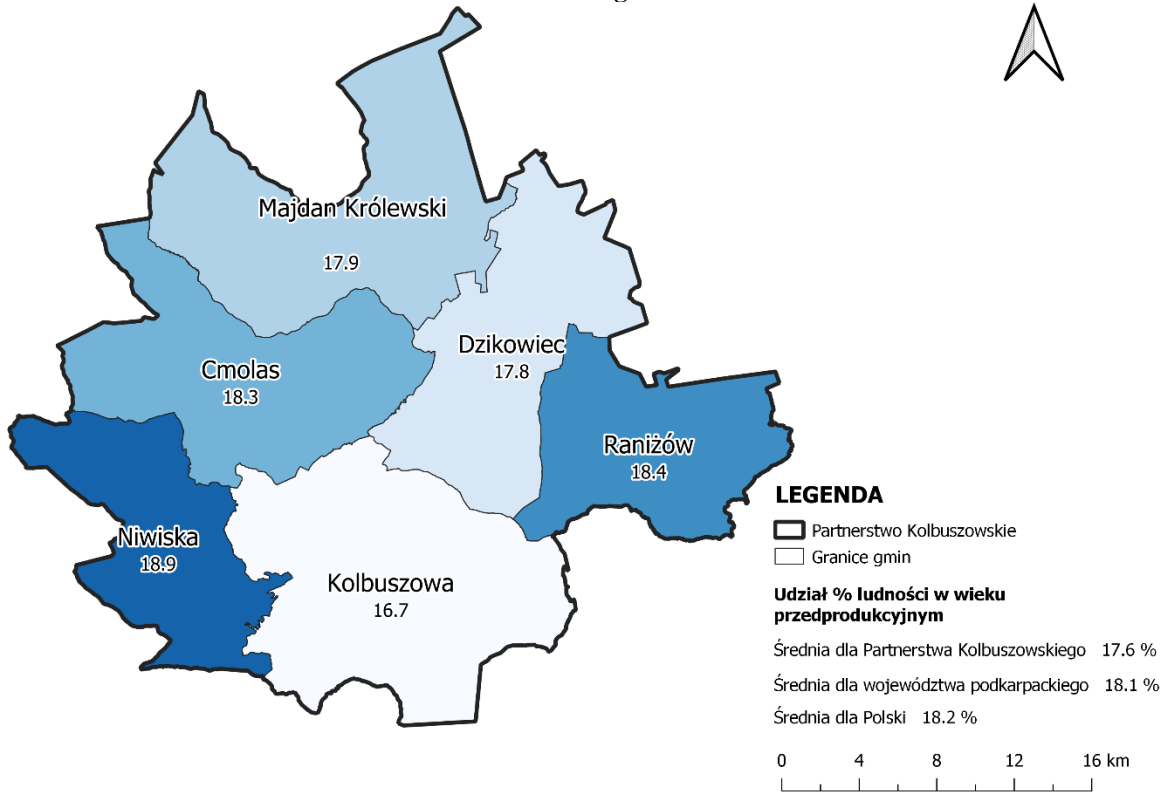 Majdan Królewski
17.9
Dzikowiec
17.8
Cmolas
18.3
Raniżów
18.4
Niwiska
18.9
Kolbuszowa
16.7
LEGENDA
Partnerstwo Kolbuszowskie
Granice gmin
Udział % ludności w wieku
przedprodukcyjnym
Średnia dla Partnerstwa Kolbuszowskiego 17.6 %
Średnia dla województwa podkarpackiego 18.1 %
Średnia dla Polski 18.2 %
0 4 8 12 16 km